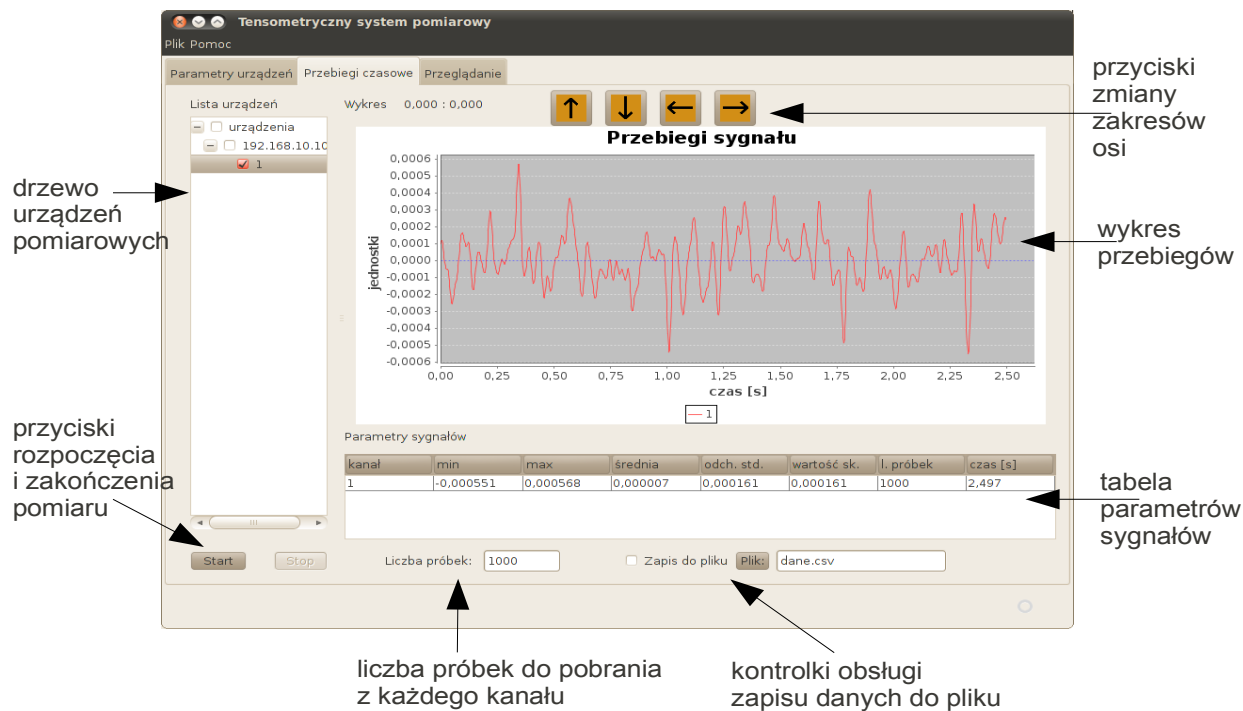 Tensometryczny system pomiarowy
Plik Pomoc
Parametry urządzeń Przebiegi czasowe Przeglądanie
Lista urządzeń
urządzenia
192.168.10.10
1
Wykres 0,000 : 0,000
Przebiegi sygnału
0,0006
0,0005
0,0004
0,0003
0,0002
0,0001
0,0000
-0,0001
-0,0002
-0,0003
-0,0004
-0,0005
-0,0006
jednostki
0,00 0,25 0,50 0,75 1,00 1,25 1,50 1,75 2,00 2,25 2,50
czas [s]
1
Parametry sygnałów
kanał min max średnia odch. std. wartość sk. l. próbek czas [s]
1 -0,000551 0,000568 0,000007 0,000161 0,000161 1000 2,497
Start Stop
Liczba próbek: 1000
Zapis do pliku Plik: dane.csv
drzewo
urządzeń
pomiarowych
przyciski
rozpoczęcia
i zakończenia
pomiaru
przyciski
zmiany
zakresów
osi
wykres
przebiegów
tabela
parametrów
sygnałów
liczba próbek do pobrania
z każdego kanału
kontrolki obsługi
zapisu danych do pliku